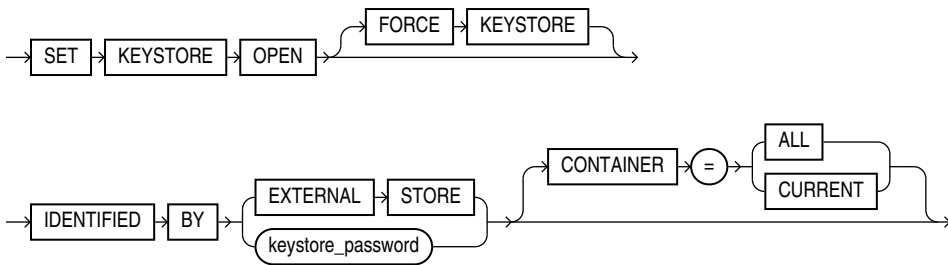 FORCE KEYSTORE
SET KEYSTORE OPEN
ALL
CONTAINER =
CURRENT
EXTERNAL STORE
IDENTIFIED BY
keystore_password